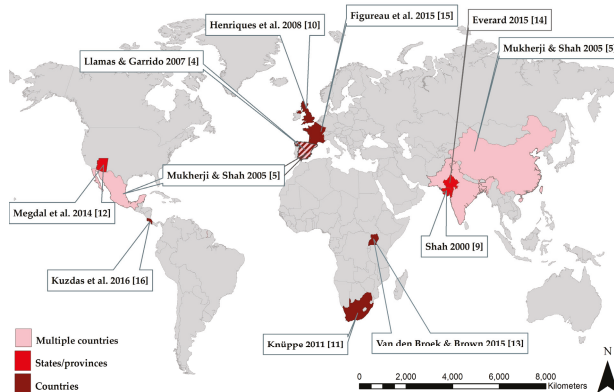 Henriques et al. 2008 [10]
Figureau et al. 2015 [15]
Everard 2015 [14]
Llamas & Garrido 2007 [4]
Mukherji & Shah 2005 [5
Mukherji & Shah 2005 [5]
Megdal et al. 2014 [12]
Shah 2000 [9]
Kuzdas et al. 2016 [16]
Knüppe 2011 [11]
Van den Broek & Brown 2015 [13]
Multiple countries
States/provinces
Countries
N
0 2,000 4,000 6,000 8,000
Kilometers